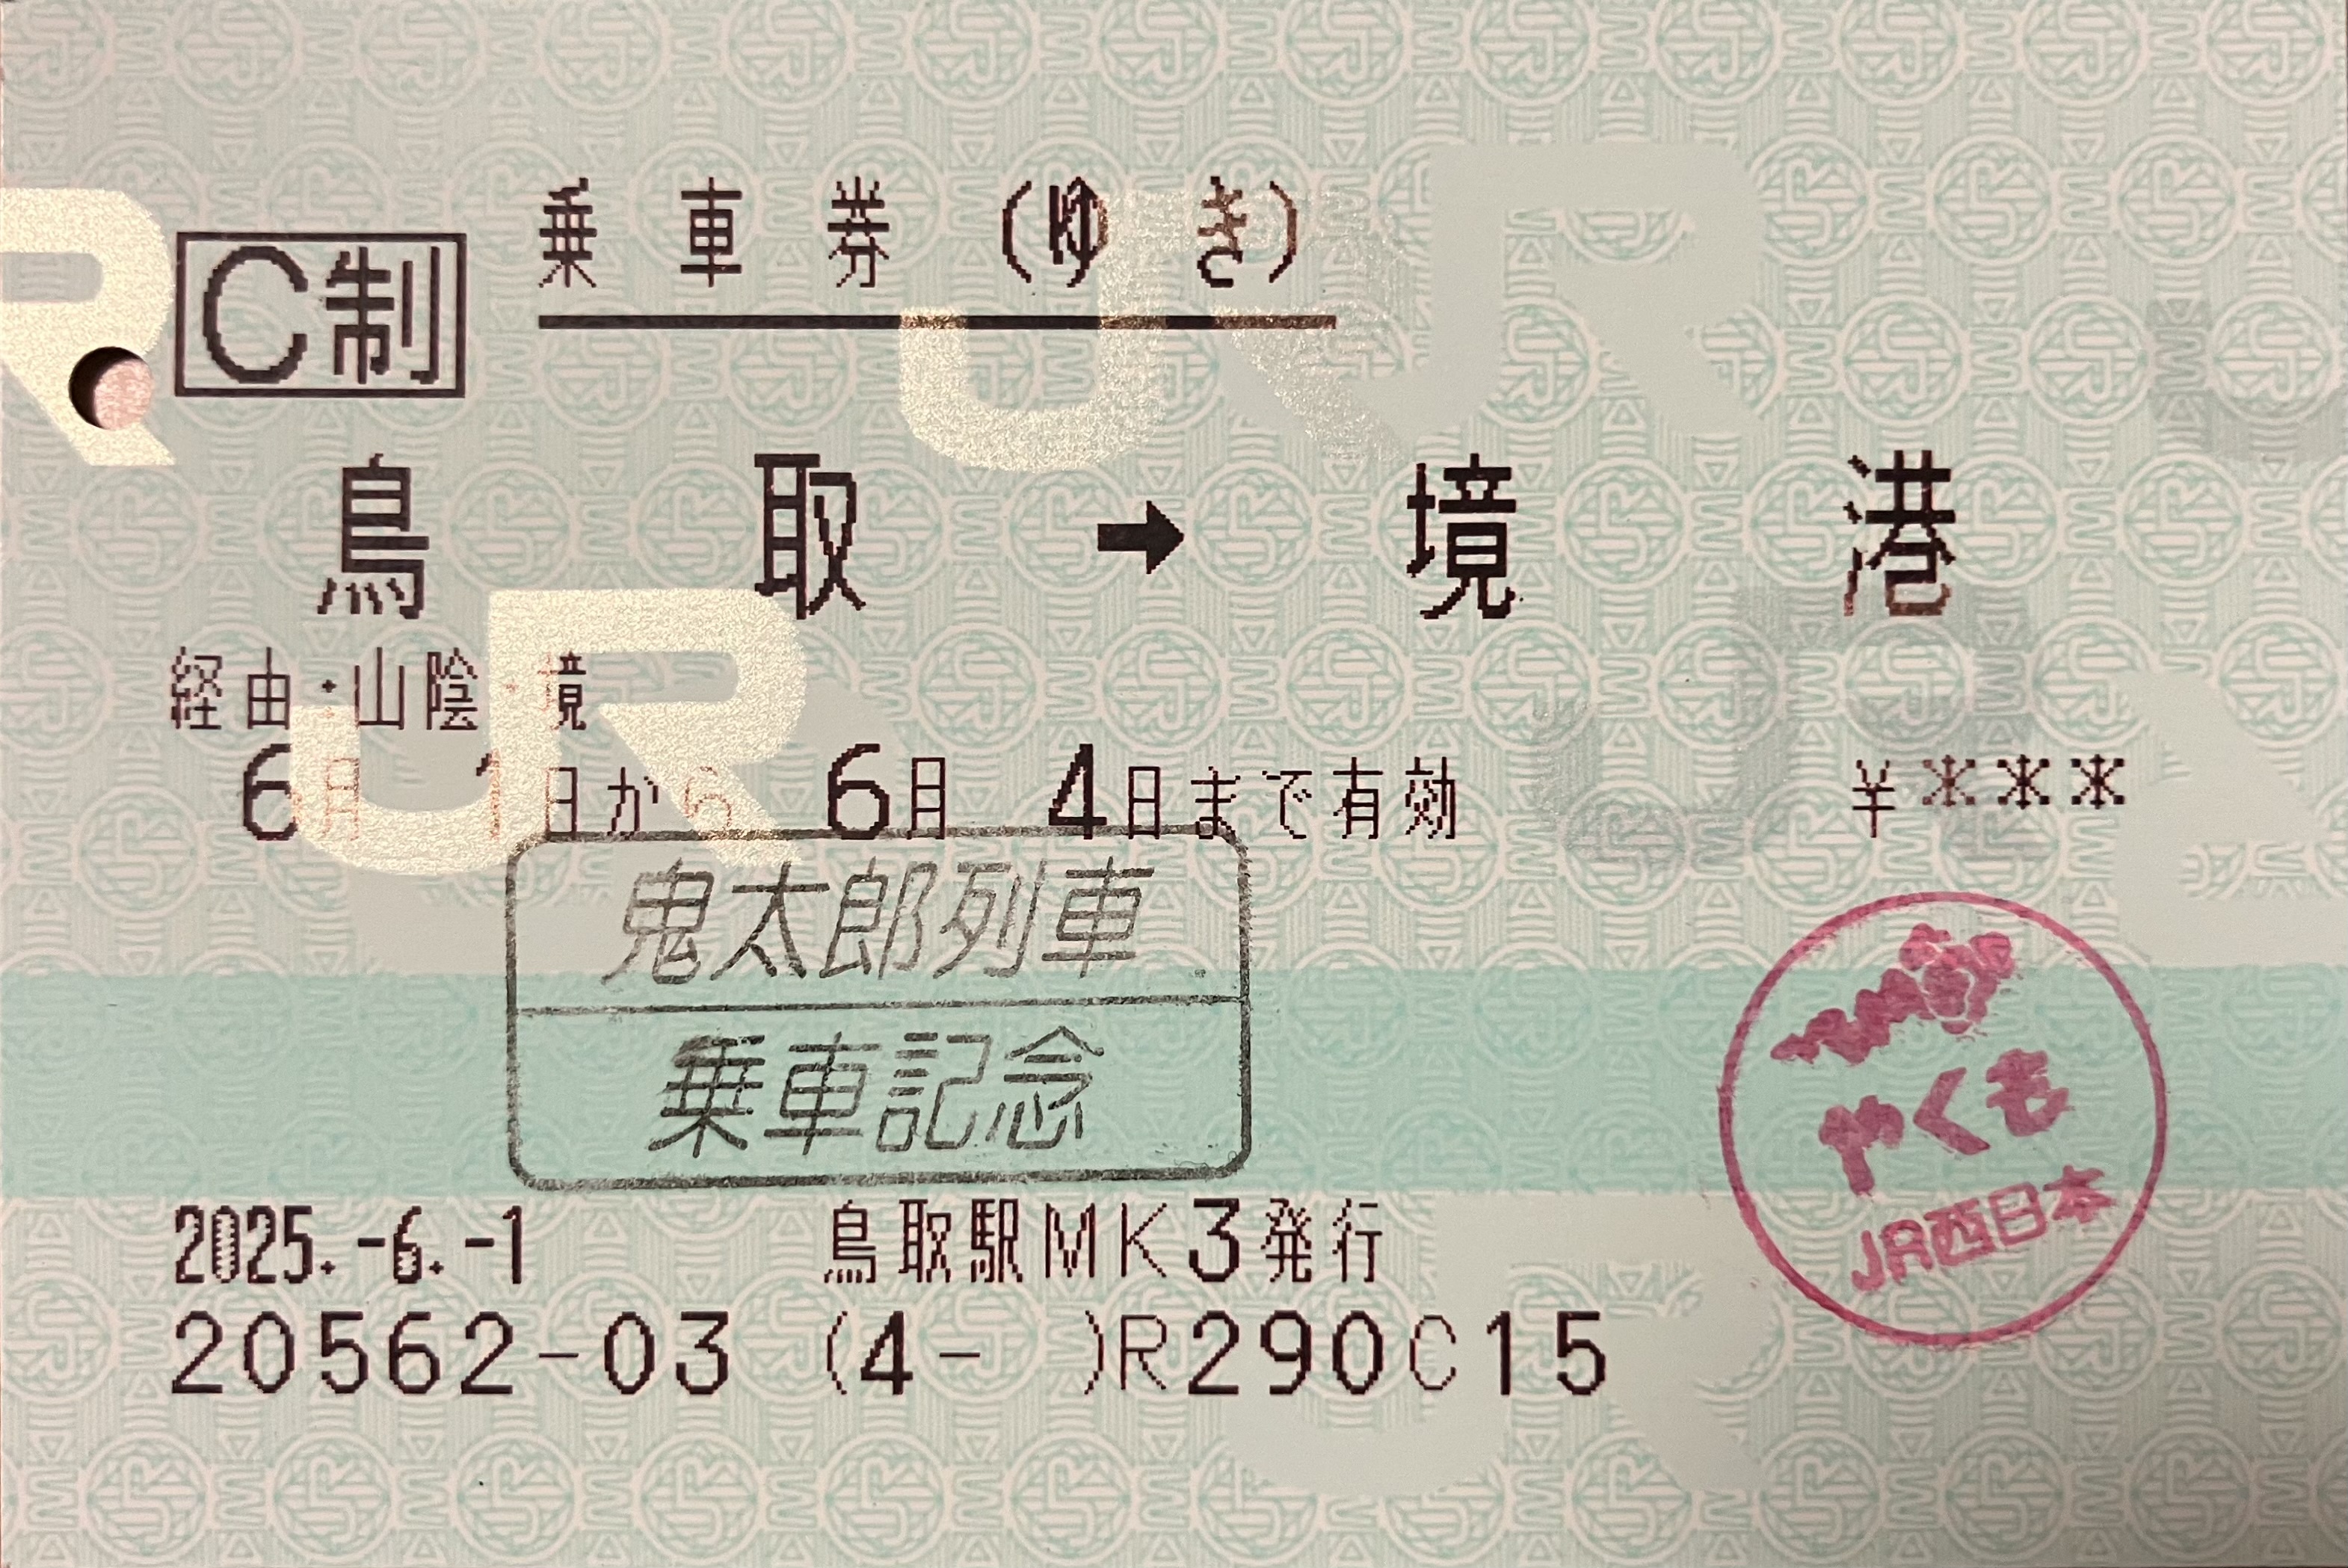 C制
乗車券(ゆき)
鳥取→境港
経由:山陰・境
6月 1日から 6月 4日まで有効 ¥***
鬼太郎列車
乗車記念
やくも
JR西日本
2025.-6.-1 鳥取駅MK3発行
20562-03 (4- )R290C15